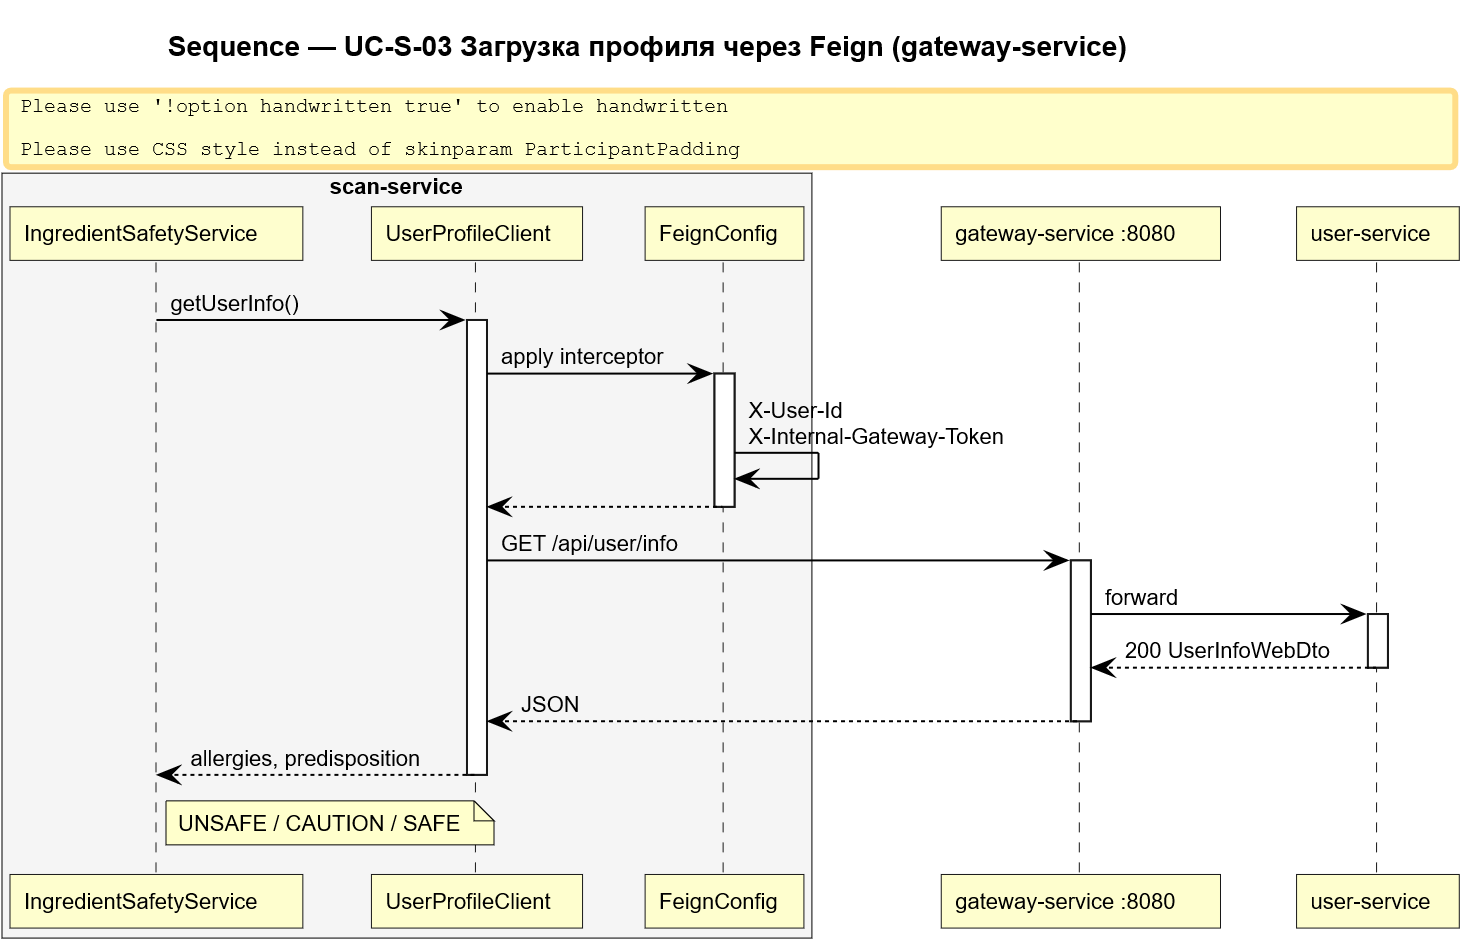 Sequence — UC-S-03 Загрузка профиля через Feign (gateway-service)
Please use '!option handwritten true' to enable handwritten
Please use CSS style instead of skinparam ParticipantPadding
scan-service
IngredientSafetyService
UserProfileClient
FeignConfig
gateway-service :8080
user-service
getUserInfo()
apply interceptor
X-User-Id
X-Internal-Gateway-Token
GET /api/user/info
forward
200 UserInfoWebDto
JSON
allergies, predisposition
UNSAFE / CAUTION / SAFE
IngredientSafetyService
UserProfileClient
FeignConfig
gateway-service :8080
user-service